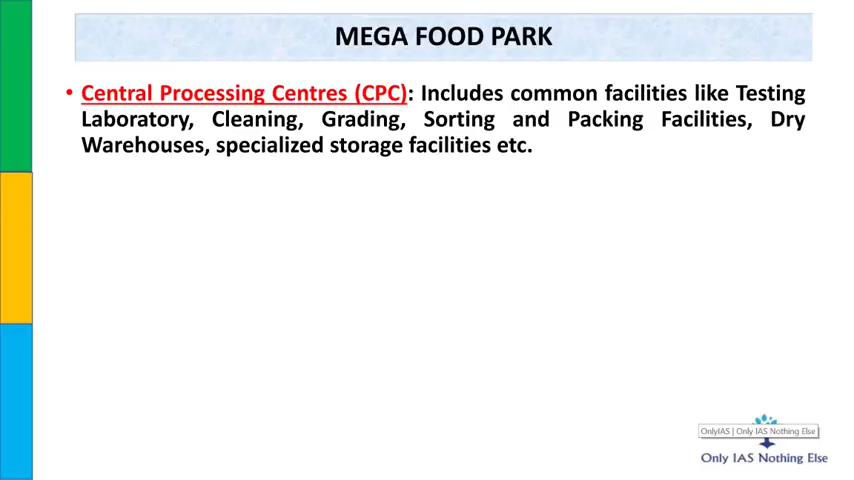 MEGA FOOD PARK
• Central Processing Centres (CPC): Includes common facilities like Testing
Laboratory, Cleaning, Grading, Sorting and Packing Facilities, Dry
Warehouses, specialized storage facilities etc.
OnlyIAS | Only IAS Nothing Else
Only IAS Nothing Else